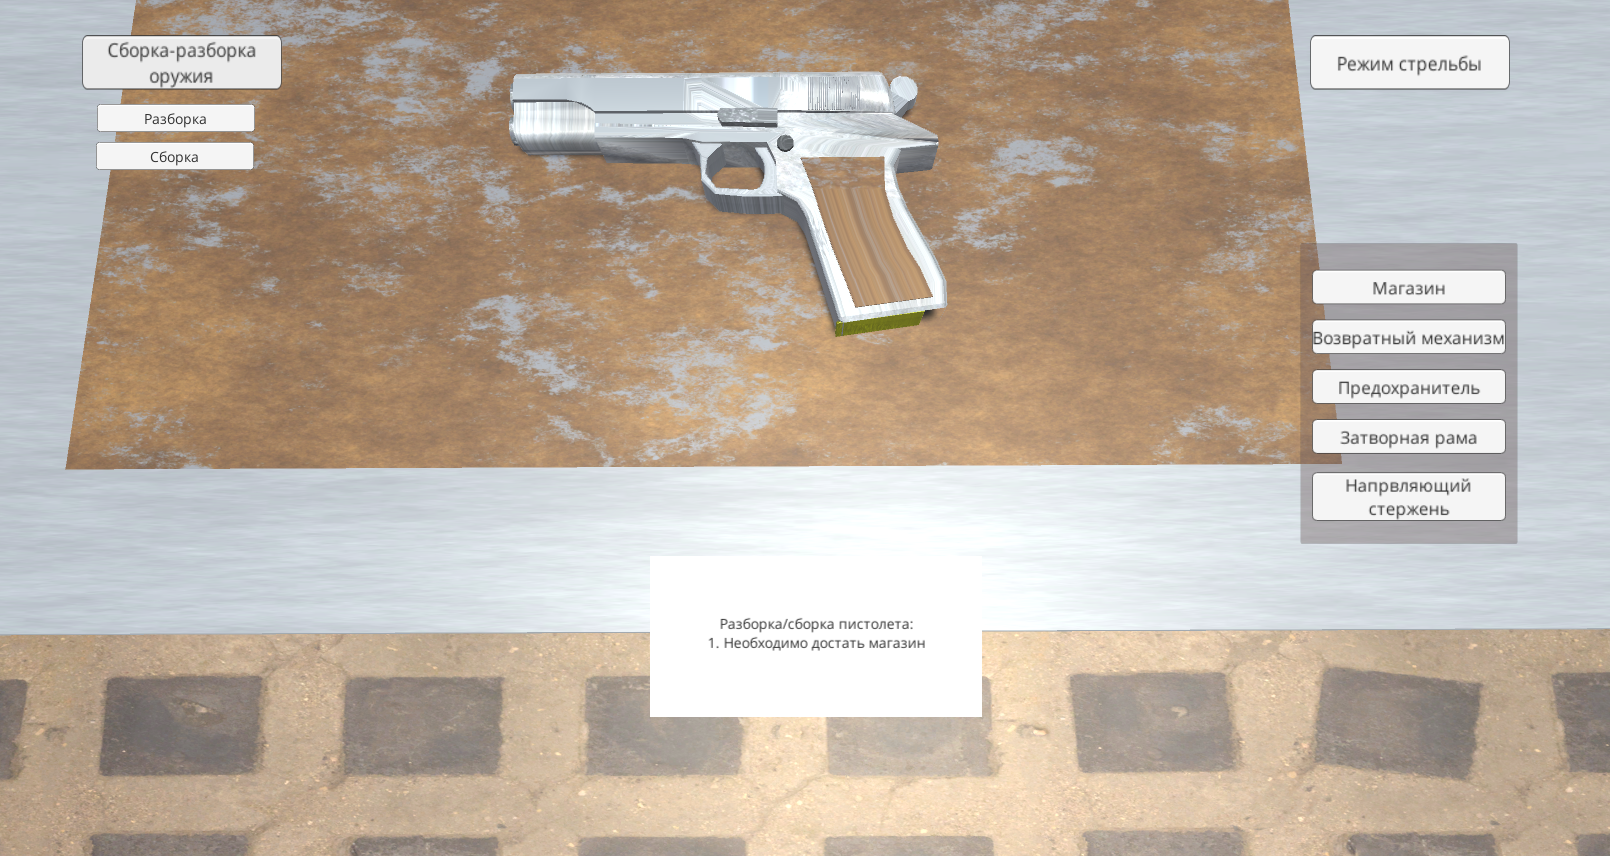 Сборка-разборка
оружия
Разборка
Сборка
Режим стрельбы
Магазин
Возвратный механизм
Предохранитель
Затворная рама
Напрвляющий
стержень
Разборка/сборка пистолета:
1. Необходимо достать магазин